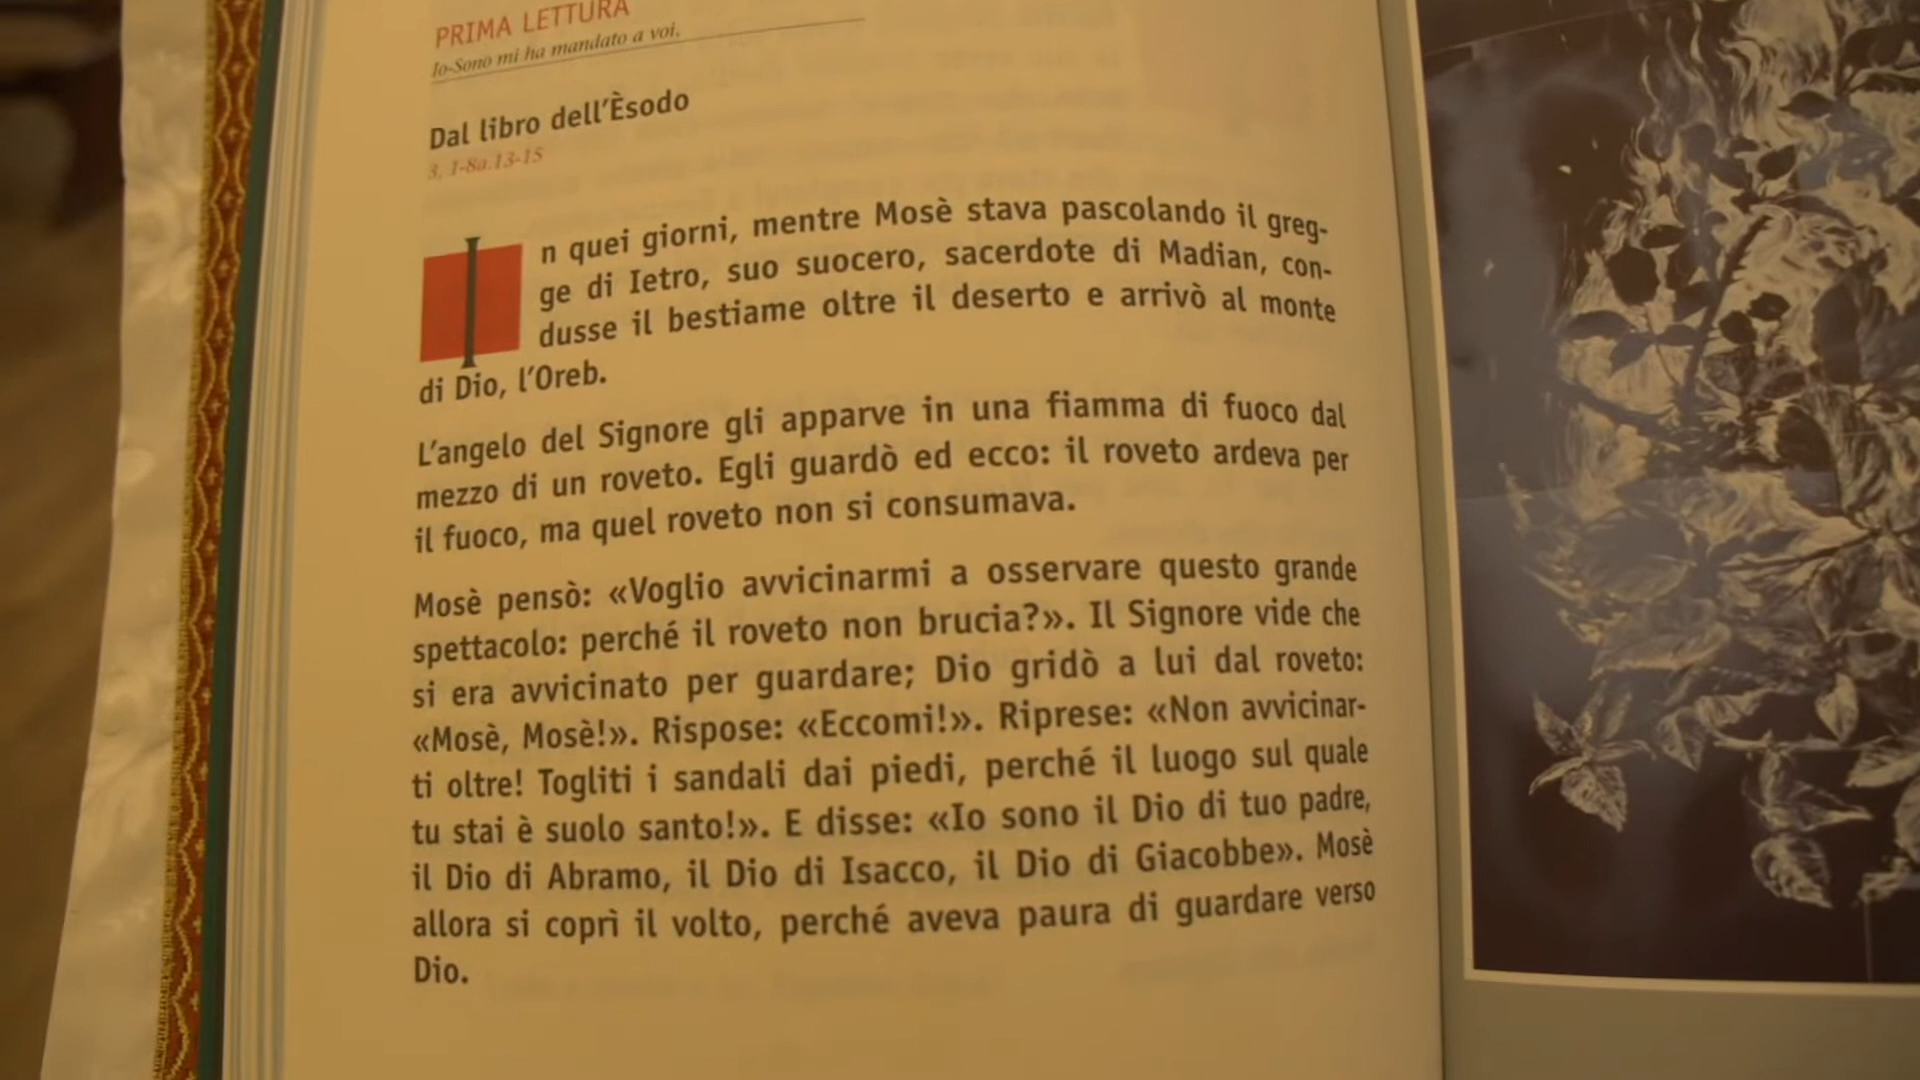 PRIMA LETTURA
Io-Sono mi ha mandato a voi.
Dal libro dell'Èsodo
3, 1-8a.13-15
In quei giorni, mentre Mosè stava pascolando il greg-
ge di Ietro, suo suocero, sacerdote di Madian, con-
dusse il bestiame oltre il deserto e arrivò al monte
di Dio, l'Oreb.
L'angelo del Signore gli apparve in una fiamma di fuoco dal
mezzo di un roveto. Egli guardò ed ecco: il roveto ardeva per
il fuoco, ma quel roveto non si consumava.
Mosè pensò: «Voglio avvicinarmi a osservare questo grande
spettacolo: perché il roveto non brucia?». Il Signore vide che
si era avvicinato per guardare; Dio gridò a lui dal roveto:
«Mosè, Mosè!». Rispose: «Eccomi!». Riprese: «Non avvicinar-
ti oltre! Togliti i sandali dai piedi, perché il luogo sul quale
tu stai è suolo santo!». E disse: «Io sono il Dio di tuo padre,
il Dio di Abramo, il Dio di Isacco, il Dio di Giacobbe». Mosè
allora si coprì il volto, perché aveva paura di guardare verso
Dio.